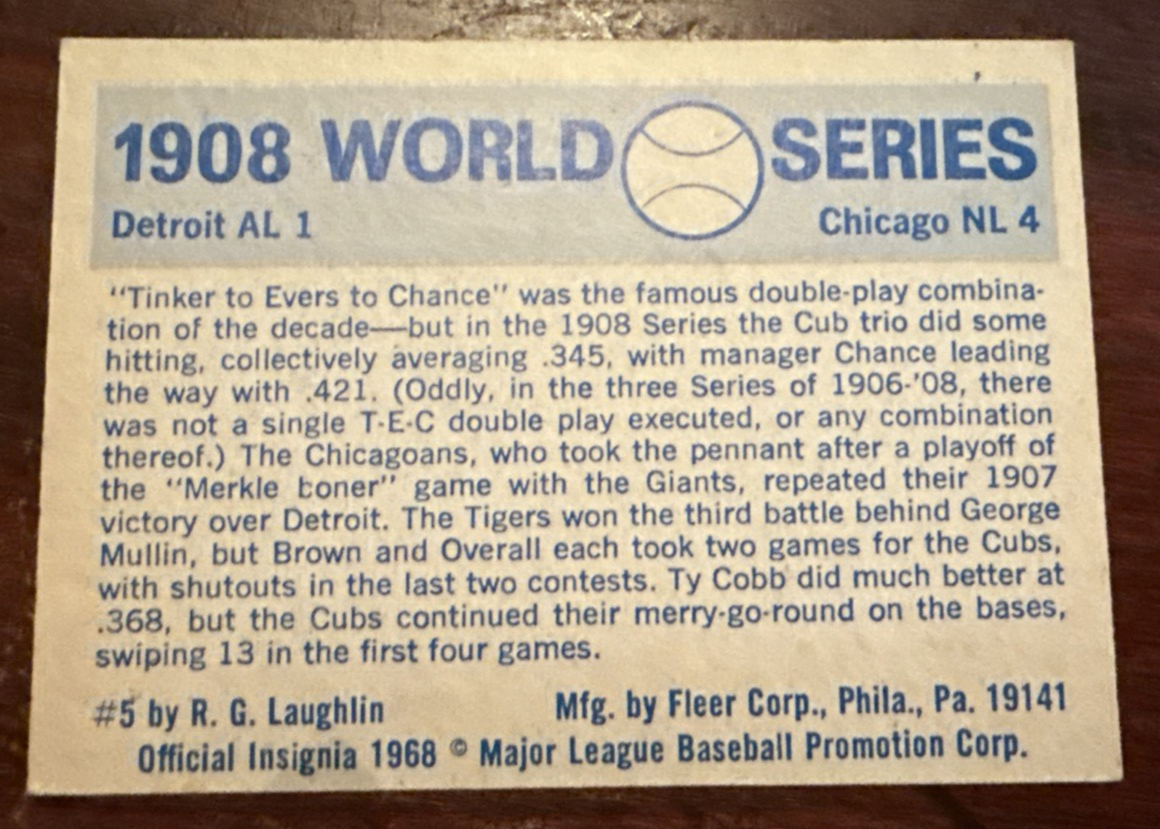 1908 WORLD SERIES
Detroit AL 1 Chicago NL 4
"Tinker to Evers to Chance" was the famous double-play combina-
tion of the decade—but in the 1908 Series the Cub trio did some
hitting, collectively averaging .345, with manager Chance leading
the way with .421. (Oddly, in the three Series of 1906-'08, there
was not a single T-E-C double play executed, or any combination
thereof.) The Chicagoans, who took the pennant after a playoff of
the "Merkle boner" game with the Giants, repeated their 1907
victory over Detroit. The Tigers won the third battle behind George
Mullin, but Brown and Overall each took two games for the Cubs,
with shutouts in the last two contests. Ty Cobb did much better at
.368, but the Cubs continued their merry-go-round on the bases,
swiping 13 in the first four games.
#5 by R. G. Laughlin Mfg. by Fleer Corp., Phila., Pa. 19141
Official Insignia 1968 © Major League Baseball Promotion Corp.